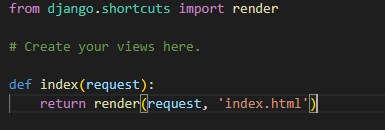 from django.shortcuts import render
# Create your views here.
def index(request):
    return render(request, 'index.html')